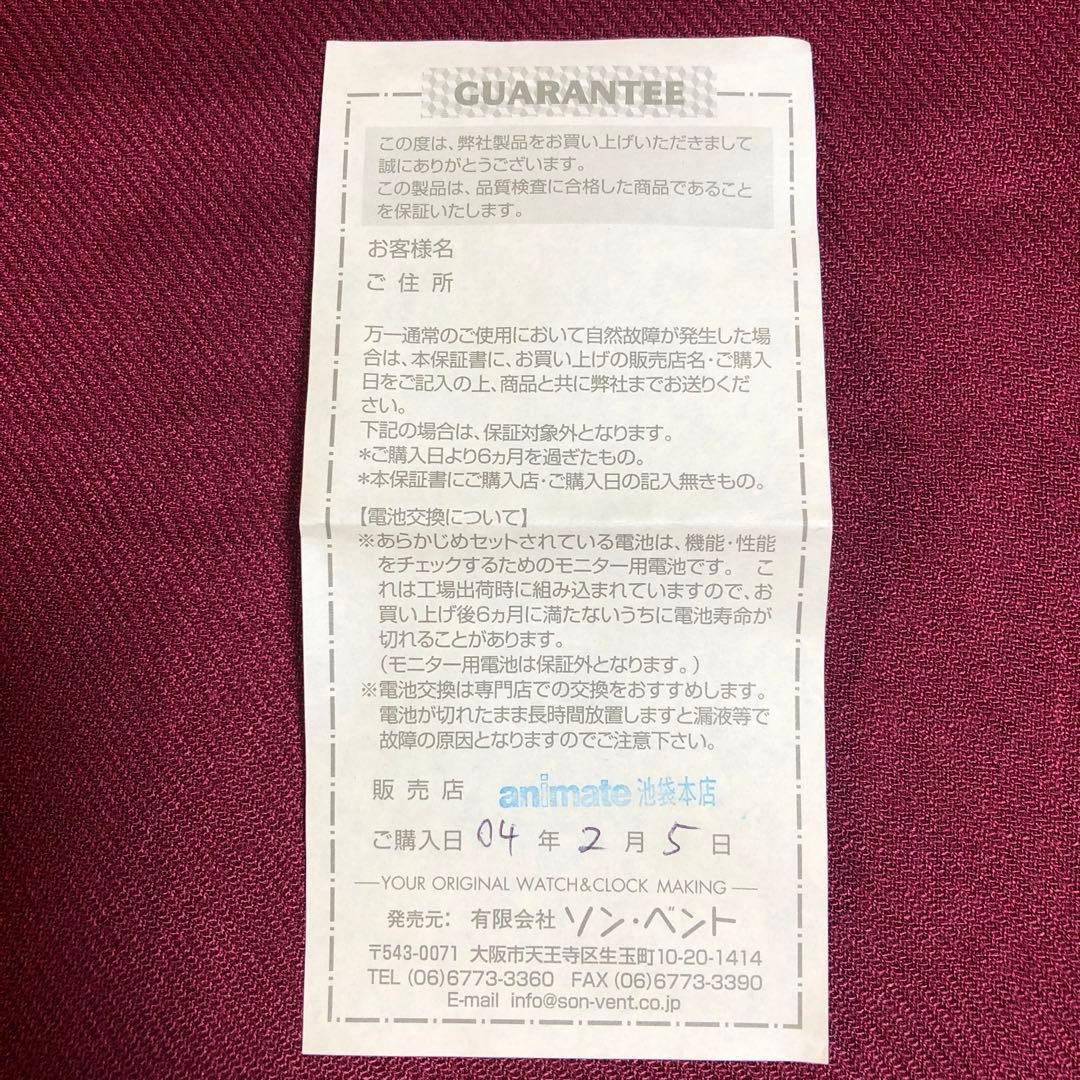 GUARANTEE
この度は、弊社製品をお買い上げいただきまして
誠にありがとうございます。
この製品は、品質検査に合格した商品であること
を保証いたします。
お客様名
ご住所
万一通常のご使用において自然故障が発生した場
合は、本保証書に、お買い上げの販売店名・ご購入
日をご記入の上、商品と共に弊社までお送りくだ
さい。
下記の場合は、保証対象外となります。
*ご購入日より6ヵ月を過ぎたもの。
*本保証書にご購入店・ご購入日の記入無きもの。
【電池交換について】
※あらかじめセットされている電池は、機能・性能
をチェックするためのモニター用電池です。 こ
れは工場出荷時に組み込まれていますので、お
買い上げ後6ヵ月に満たないうちに電池寿命が
切れることがあります。
(モニター用電池は保証外となります。)
※電池交換は専門店での交換をおすすめします。
電池が切れたまま長時間放置しますと漏液等で
故障の原因となりますのでご注意下さい。
販売店 animate 池袋本店
ご購入日 04 年 2 月 5 日
YOUR ORIGINAL WATCH&CLOCK MAKING
発売元: 有限会社 ソン・ベント
〒543-0071 大阪市天王寺区生玉町10-20-1414
TEL (06)6773-3360 FAX (06)6773-3390
E-mail info@son-vent.co.jp